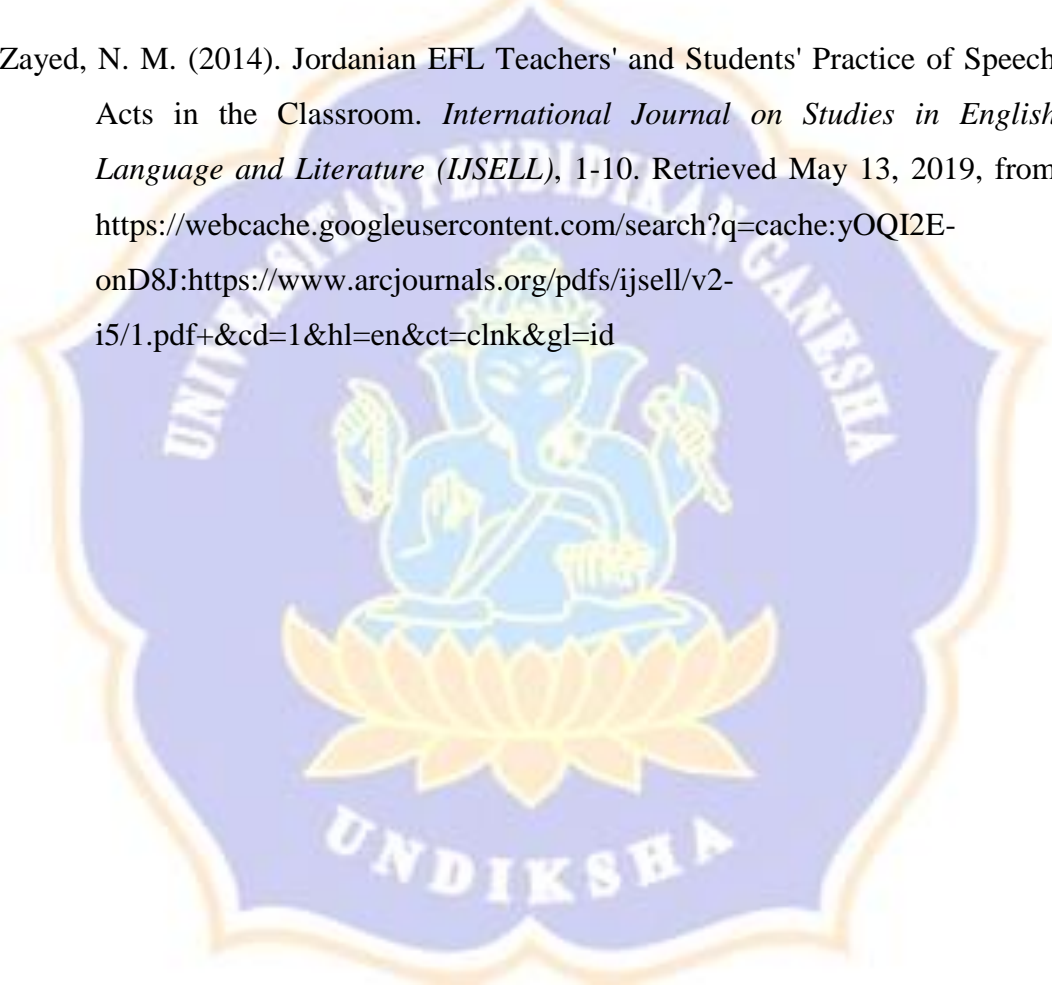 Zayed, N. M. (2014). Jordanian EFL Teachers' and Students' Practice of Speech
Acts in the Classroom. International Journal on Studies in English
Language and Literature (IJSELL), 1-10. Retrieved May 13, 2019, from
https://webcache.googleusercontent.com/search?q=cache:yOQI2E-
onD8J:https://www.arcjournals.org/pdfs/ijsell/v2-
i5/1.pdf+&cd=1&hl=en&ct=clnk&gl=id
UNIVERSITAS PENDIDIKAN GANESHA
UNDIKSHA